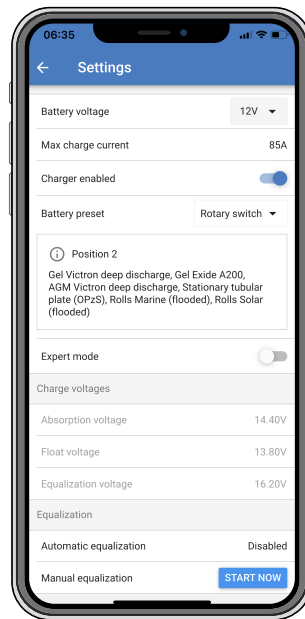 06:35
Settings
Battery voltage 12V
Max charge current 85A
Charger enabled
Battery preset Rotary switch
Position 2
Gel Victron deep discharge, Gel Exide A200,
AGM Victron deep discharge, Stationary tubular
plate (OPzS), Rolls Marine (flooded), Rolls Solar
(flooded)
Expert mode
Charge voltages
Absorption voltage 14.40V
Float voltage 13.80V
Equalization voltage 16.20V
Equalization
Automatic equalization Disabled
Manual equalization START NOW